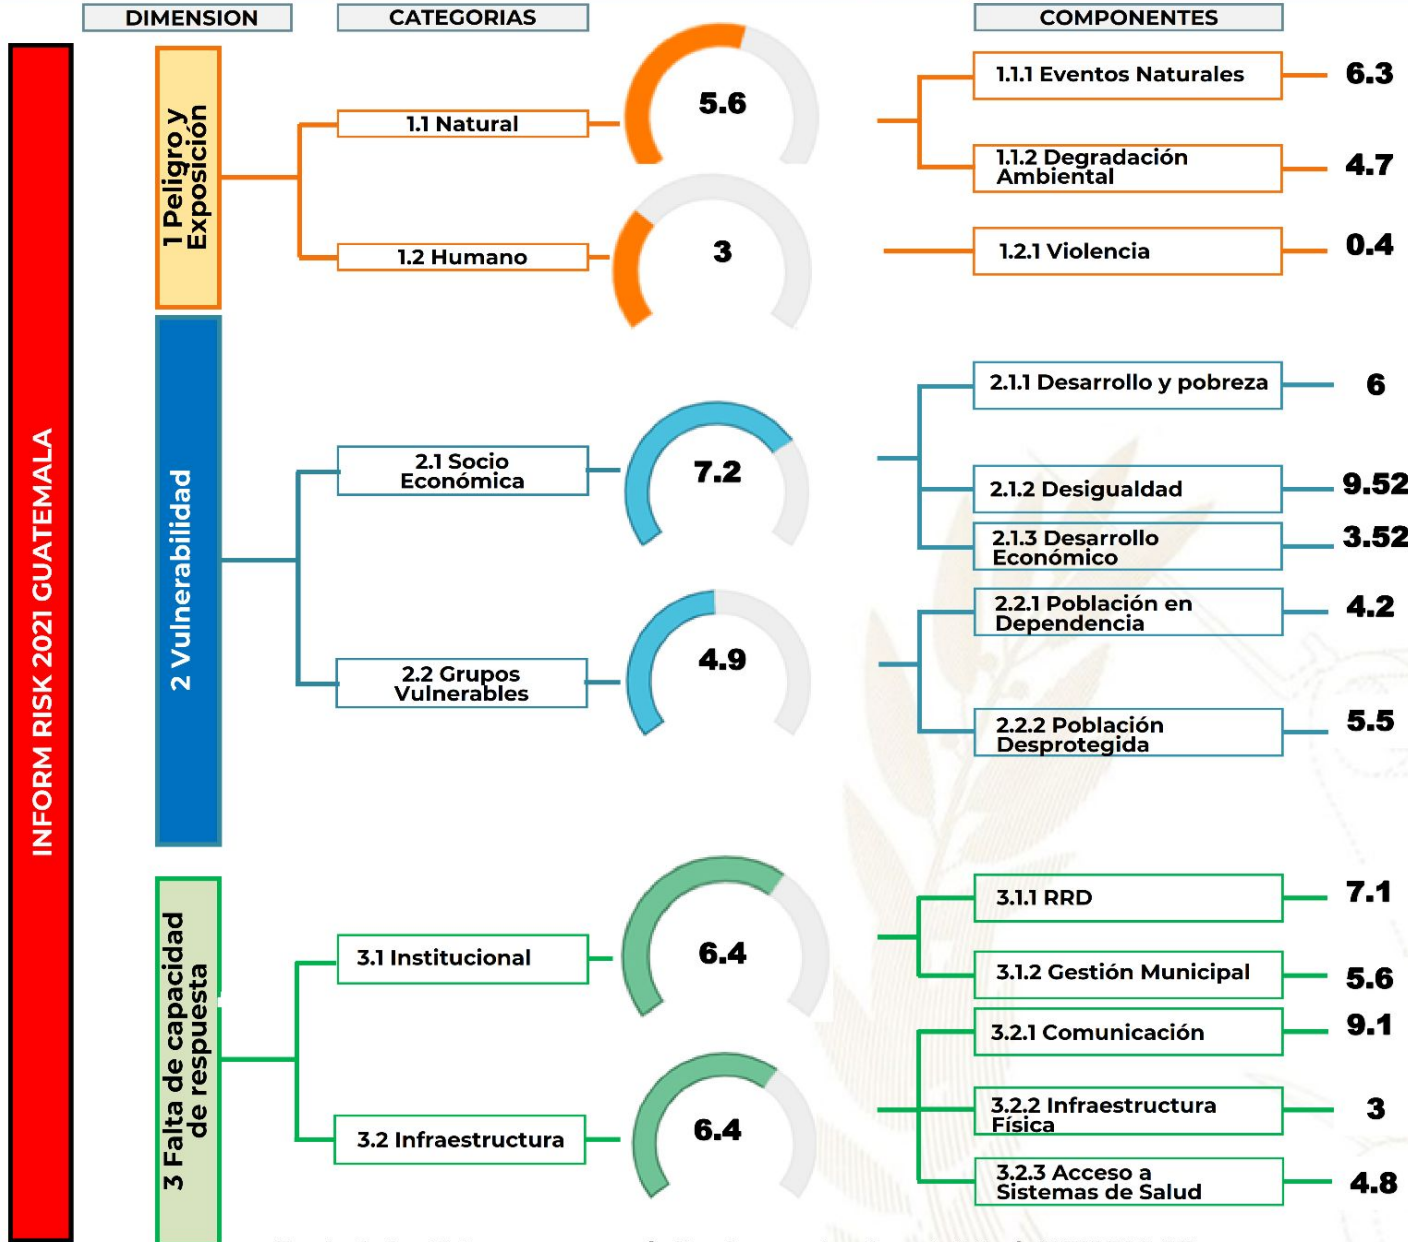 DIMENSION
CATEGORIAS
COMPONENTES
INFORM RISK 2021 GUATEMALA
1 Peligro y
Exposición
1.1 Natural
5.6
1.1.1 Eventos Naturales
6.3
1.1.2 Degradación
Ambiental
4.7
1.2 Humano
3
1.2.1 Violencia
0.4
2 Vulnerabilidad
2.1 Socio
Económica
7.2
2.1.1 Desarrollo y pobreza
6
2.1.2 Desigualdad
9.52
2.1.3 Desarrollo
Económico
3.52
2.2 Grupos
Vulnerables
4.9
2.2.1 Población en
Dependencia
4.2
2.2.2 Población
Desprotegida
5.5
3 Falta de capacidad
de respuesta
3.1 Institucional
6.4
3.1.1 RRD
7.1
3.1.2 Gestión Municipal
5.6
3.2 Infraestructura
6.4
3.2.1 Comunicación
9.1
3.2.2 Infraestructura
Física
3
3.2.3 Acceso a
Sistemas de Salud
4.8